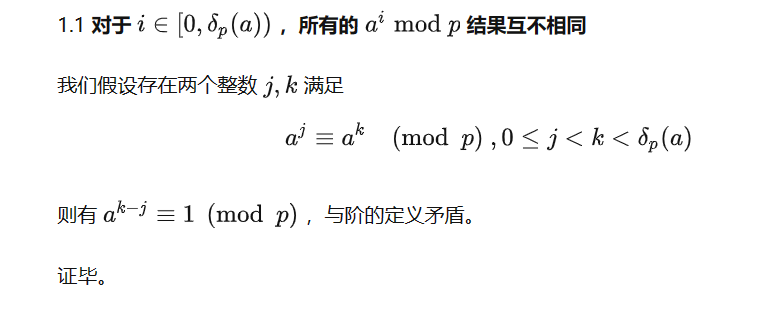 1.1 对于 $i \in [0, \delta_p(a))$ ，所有的 $a^i \bmod p$ 结果互不相同
我们假设存在两个整数 $j, k$ 满足
$a^j \equiv a^k \pmod p , 0 \leq j < k < \delta_p(a)$
则有 $a^{k-j} \equiv 1 \pmod p$ ，与阶的定义矛盾。
证毕。